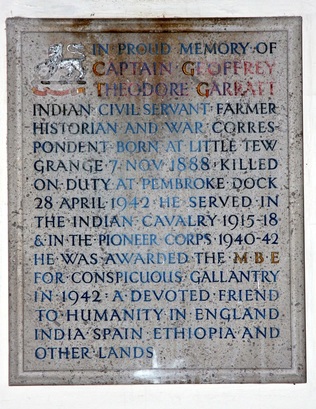 IN PROUD MEMORY·OF
CAPTAIN GEOFFREY
THEODORE GARRATT
INDIAN CIVIL SERVANT·FARMER
HISTORIAN AND WAR CORRES-
PONDENT·BORN AT LITTLE TEW
GRANGE·7·NOV 1888·KILLED
ON DUTY AT PEMBROKE DOCK
28 APRIL 1942·HE SERVED IN
THE INDIAN CAVALRY 1915-18
&·IN·THE PIONEER CORPS 1940-42
HE WAS AWARDED THE M B E
FOR CONSPICUOUS GALLANTRY
IN 1942·A DEVOTED FRIEND
TO HUMANITY IN ENGLAND
INDIA·SPAIN·ETHIOPIA·AND
OTHER·LANDS